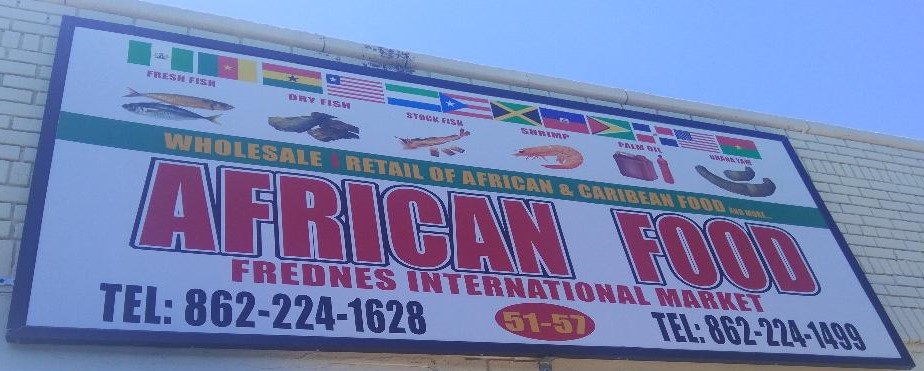 FRESH FISH DRY FISH STOCK FISH SHRIMP PALM OIL GHANA YAM
WHOLESALE & RETAIL OF AFRICAN & CARIBEAN FOOD AND MORE...
AFRICAN FOOD
FREDNES INTERNATIONAL MARKET
TEL: 862-224-1628 51-57 TEL: 862-224-1499